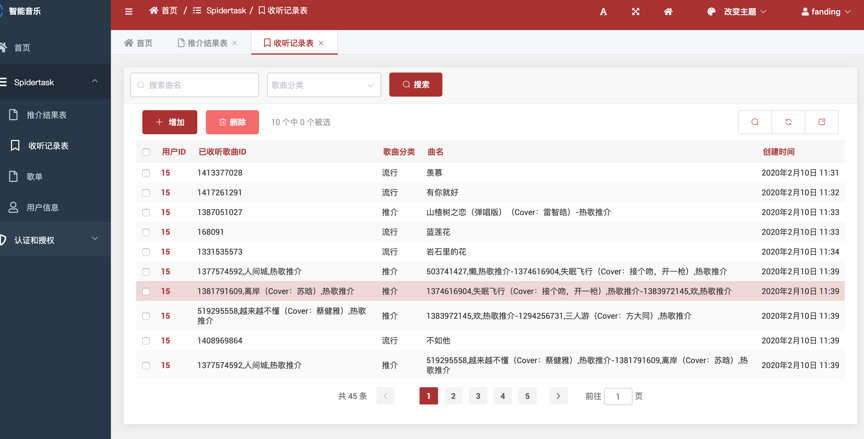 智能音乐
首页 / Spidertask / 收听记录表
A
改变主题
fanding
首页
首页
推介结果表 ×
收听记录表 ×
Spidertask
推介结果表
收听记录表
歌单
用户信息
认证和授权
搜索曲名
歌曲分类
搜索
+ 增加
删除
10 个中 0 个被选
用户ID 已收听歌曲ID 歌曲分类 曲名 创建时间
15 1413377028 流行 羡慕 2020年2月10日 11:31
15 1417261291 流行 有你就好 2020年2月10日 11:32
15 1387051027 推介 山楂树之恋（弹唱版）（Cover：雷智皓）-热歌推介 2020年2月10日 11:33
15 168091 流行 蓝莲花 2020年2月10日 11:33
15 1331535573 流行 岩石里的花 2020年2月10日 11:34
15 1377574592,人间城,热歌推介 推介 503741427,懒,热歌推介-1374616904,失眠飞行（Cover：接个吻，开一枪）,热歌推介 2020年2月10日 11:39
15 1381791609,离岸（Cover：苏晗）,热歌推介 推介 1374616904,失眠飞行（Cover：接个吻，开一枪）,热歌推介-1383972145,欢,热歌推介 2020年2月10日 11:39
15 519295558,越来越不懂（Cover：蔡健雅）,热歌
推介 推介 1383972145,欢,热歌推介-1294256731,三人游（Cover：方大同）,热歌推介 2020年2月10日 11:39
15 1408969864 流行 不如他 2020年2月10日 11:39
15 1377574592,人间城,热歌推介 推介 519295558,越来越不懂（Cover：蔡健雅）,热歌推介-1381791609,离岸（Cover：苏晗）,热
歌推介 2020年2月10日 11:39
共 45 条 1 2 3 4 5 前往 1 页